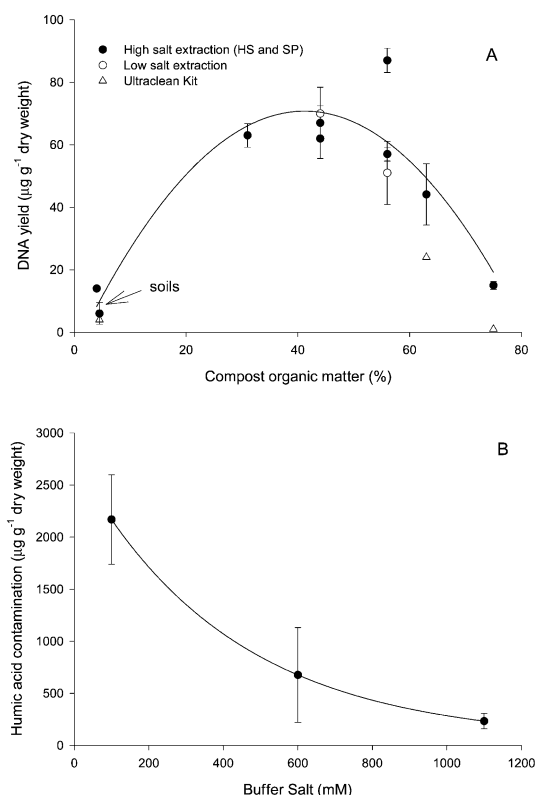 100
A
High salt extraction (HS and SP)
Low salt extraction
Ultraclean Kit
80
60
40
20
0
soils
DNA yield (µg g-1 dry weight)
0 20 40 60 80
Compost organic matter (%)
3000
B
2500
2000
1500
1000
500
0
Humic acid contamination (µg g-1 dry weight)
0 200 400 600 800 1000 1200
Buffer Salt (mM)